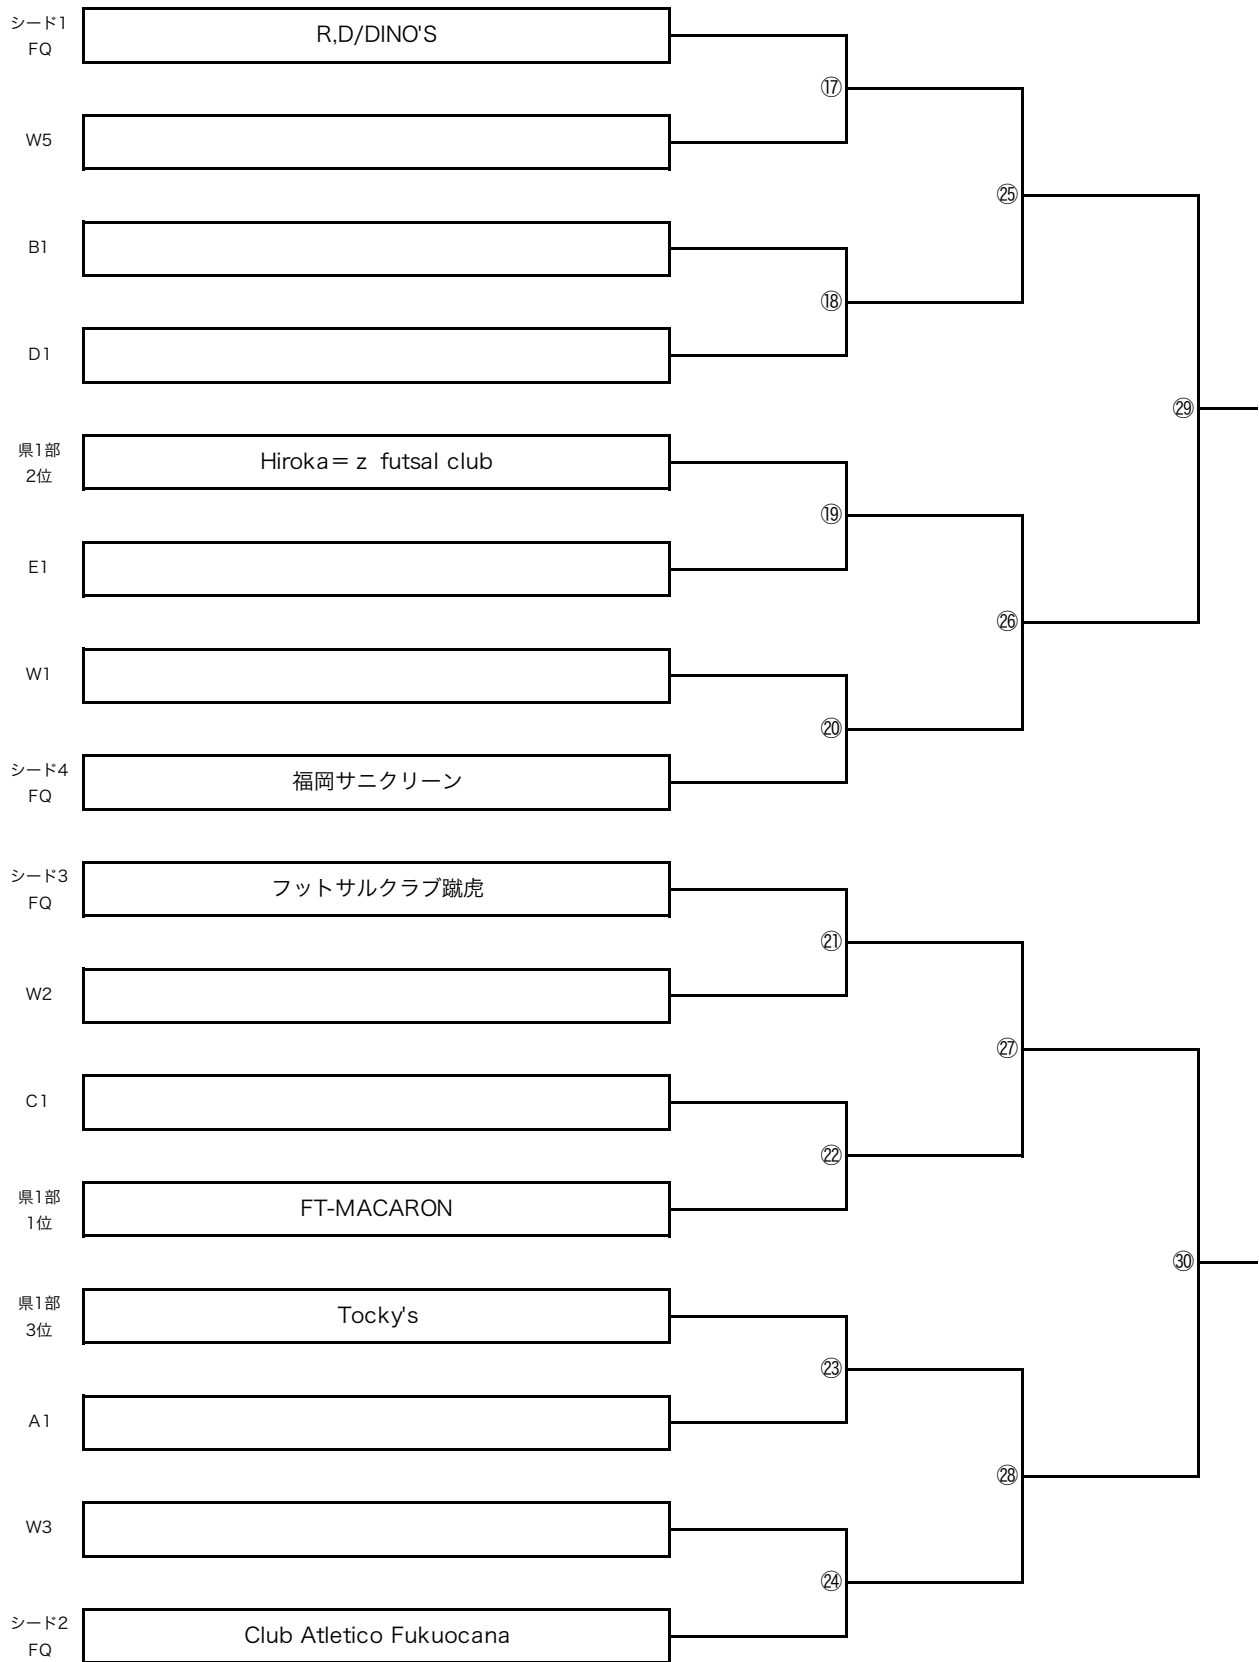 シード1
FQ
R,D/DINO'S
⑰
W5
㉕
B1
⑱
D1
㉙
県1部
2位
Hiroka＝ｚ futsal club
⑲
E1
㉖
W1
⑳
シード4
FQ
福岡サニクリーン
シード3
FQ
フットサルクラブ蹴虎
㉑
W2
㉗
C1
㉒
県1部
1位
FT-MACARON
㉚
県1部
3位
Tocky's
㉓
A1
㉘
W3
㉔
シード2
FQ
Club Atletico Fukuocana